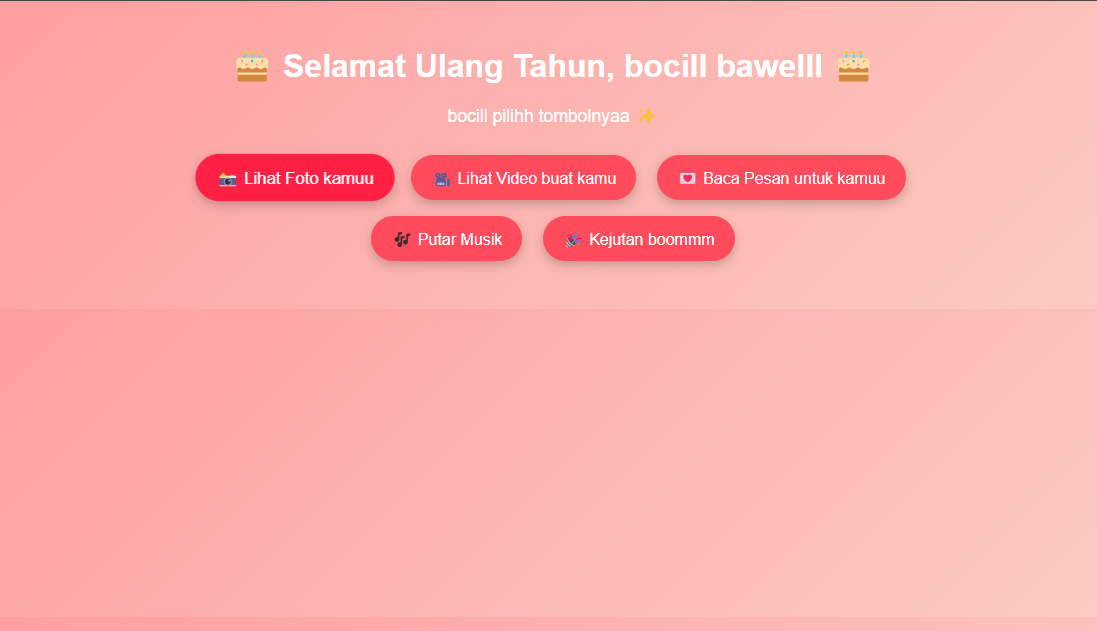 🎂 Selamat Ulang Tahun, bocill bawelll 🎂
bocill pilihh tombolnyaa ✨
📸 Lihat Foto kamuu
🎥 Lihat Video buat kamu
💌 Baca Pesan untuk kamuu
🎶 Putar Musik
🎉 Kejutan boommm